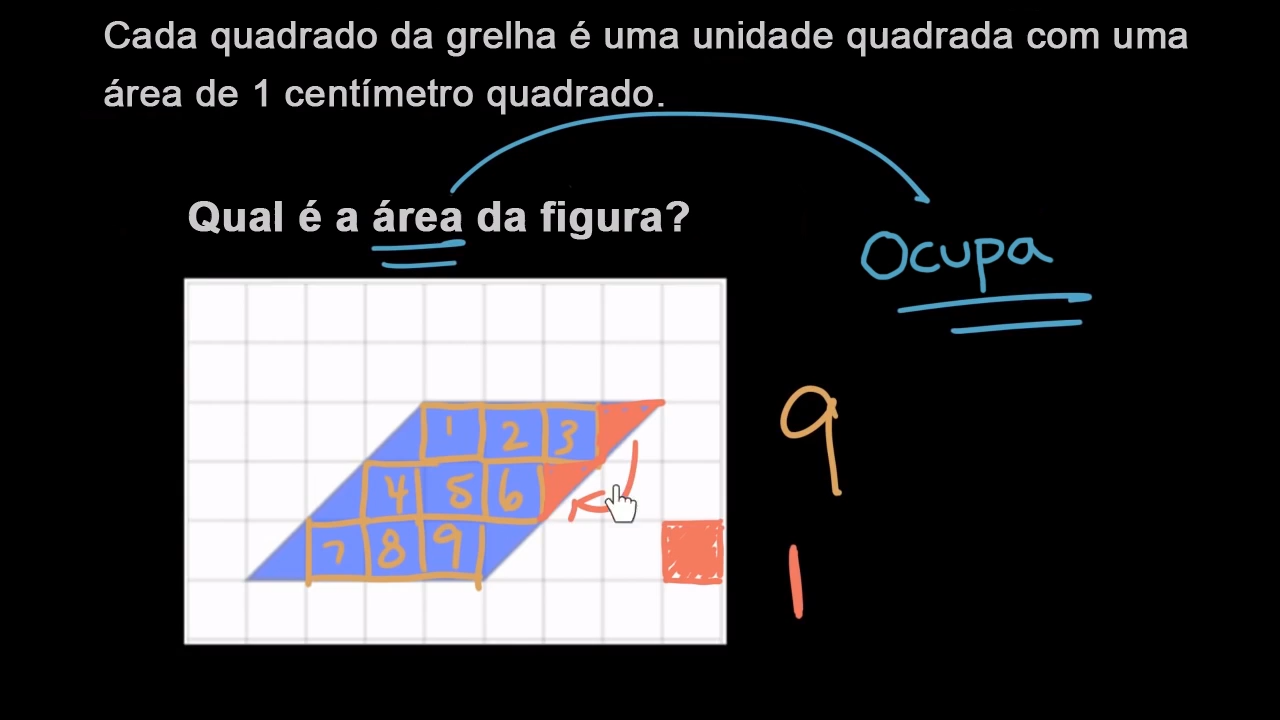 Cada quadrado da grelha é uma unidade quadrada com uma
área de 1 centímetro quadrado.
Qual é a área da figura?
Ocupa
1 2 3
4 5 6
7 8 9
9
1